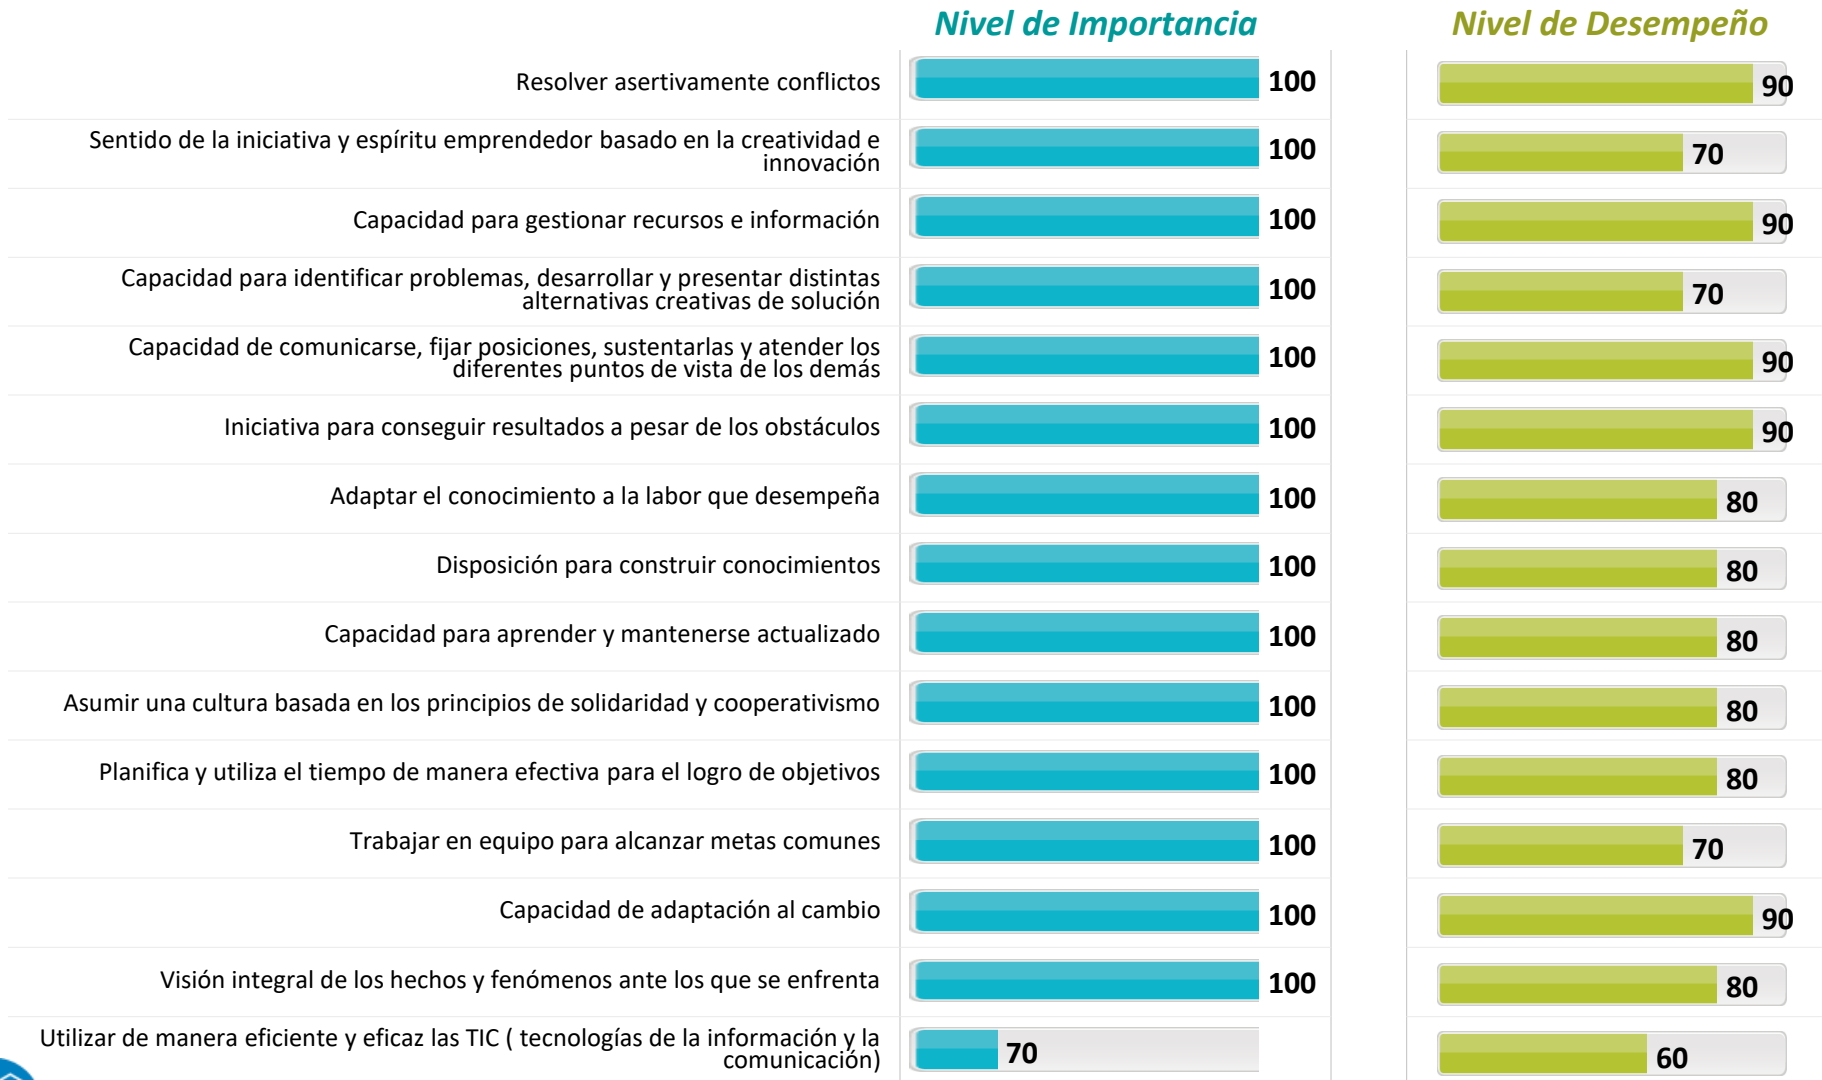 Nivel de Importancia
Nivel de Desempeño
Resolver asertivamente conflictos
100
90
Sentido de la iniciativa y espíritu emprendedor basado en la creatividad e
innovación
100
70
Capacidad para gestionar recursos e información
100
90
Capacidad para identificar problemas, desarrollar y presentar distintas
alternativas creativas de solución
100
70
Capacidad de comunicarse, fijar posiciones, sustentarlas y atender los
diferentes puntos de vista de los demás
100
90
Iniciativa para conseguir resultados a pesar de los obstáculos
100
90
Adaptar el conocimiento a la labor que desempeña
100
80
Disposición para construir conocimientos
100
80
Capacidad para aprender y mantenerse actualizado
100
80
Asumir una cultura basada en los principios de solidaridad y cooperativismo
100
80
Planifica y utiliza el tiempo de manera efectiva para el logro de objetivos
100
80
Trabajar en equipo para alcanzar metas comunes
100
70
Capacidad de adaptación al cambio
100
90
Visión integral de los hechos y fenómenos ante los que se enfrenta
100
80
Utilizar de manera eficiente y eficaz las TIC ( tecnologías de la información y la
comunicación)
70
60